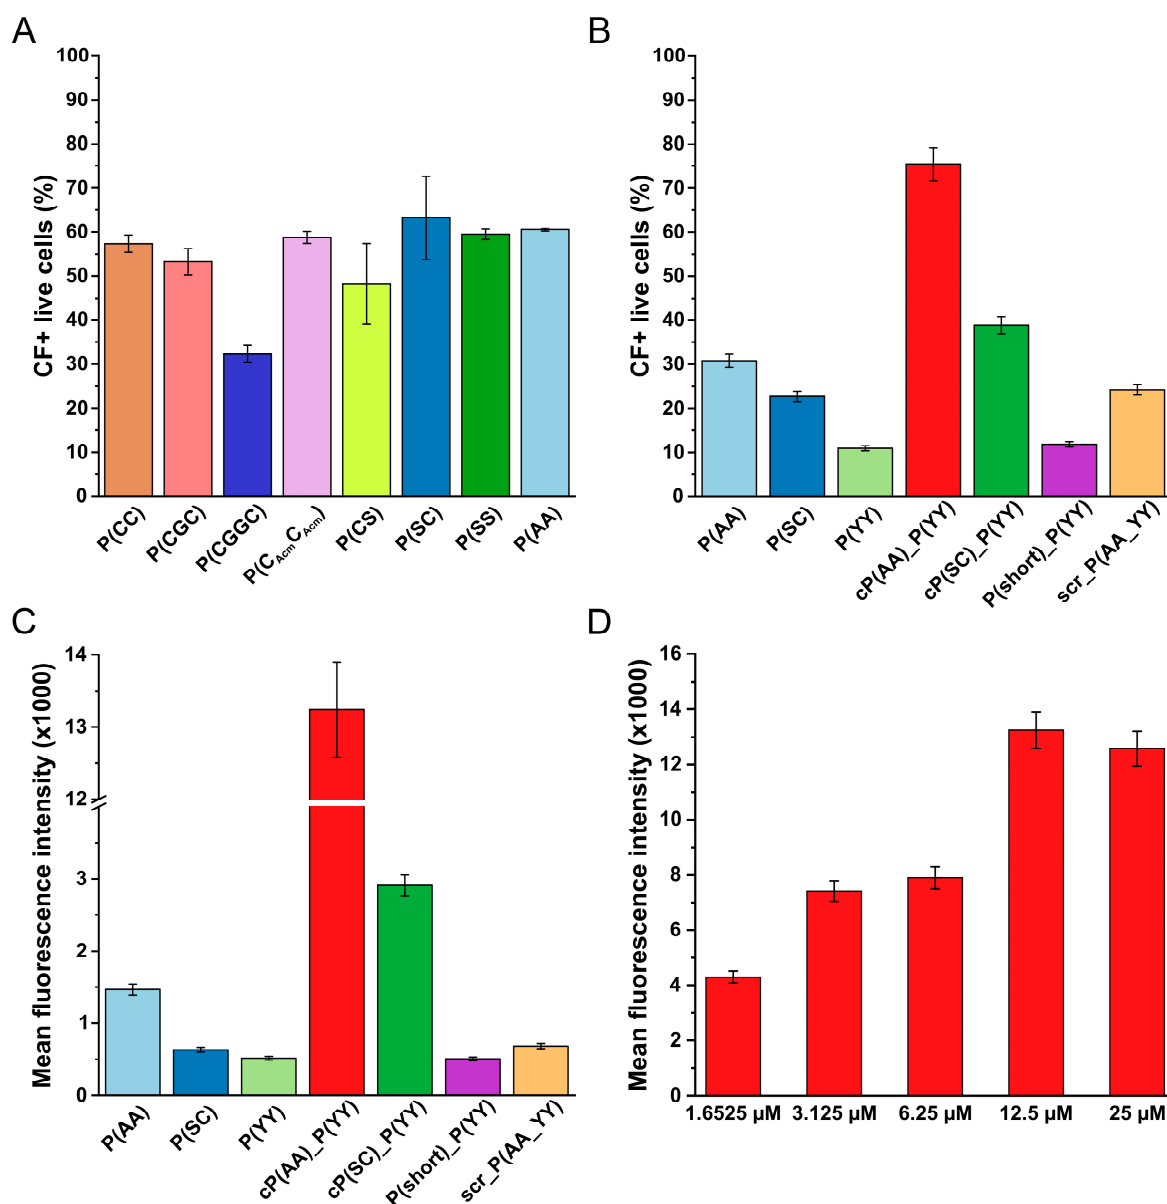 A
CF+ live cells (%)
100
90
80
70
60
50
40
30
20
10
0
P(CC)
P(CGC)
P(CGGC)
P(CAcmCAcm)
P(CS)
P(SC)
P(SS)
P(AA)
B
CF+ live cells (%)
100
90
80
70
60
50
40
30
20
10
0
P(AA)
P(SC)
P(YY)
cP(AA)_P(YY)
cP(SC)_P(YY)
P(short)_P(YY)
scr_P(AA_YY)
C
Mean fluorescence intensity (x1000)
14
13
12
3
2
1
0
P(AA)
P(SC)
P(YY)
cP(AA)_P(YY)
cP(SC)_P(YY)
P(short)_P(YY)
scr_P(AA_YY)
D
Mean fluorescence intensity (x1000)
16
14
12
10
8
6
4
2
0
1.6525 µM
3.125 µM
6.25 µM
12.5 µM
25 µM